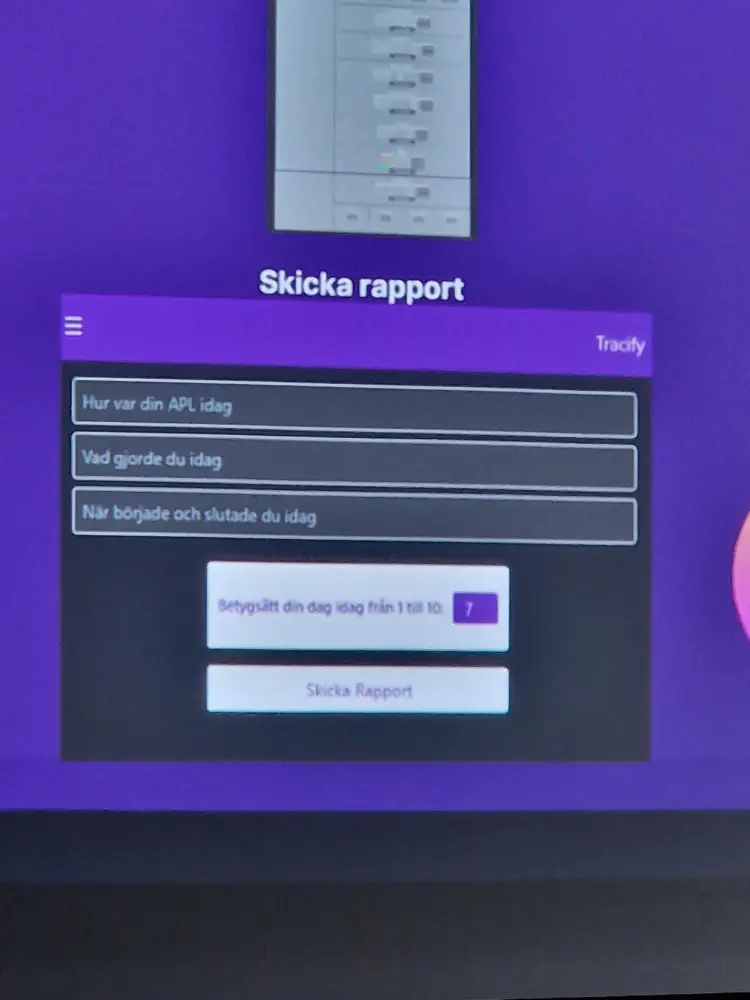 Skicka rapport
Tracify
Hur var din APL idag
Vad gjorde du idag
När började och slutade du idag
Betygsätt din dag idag från 1 till 10:
7
Skicka Rapport